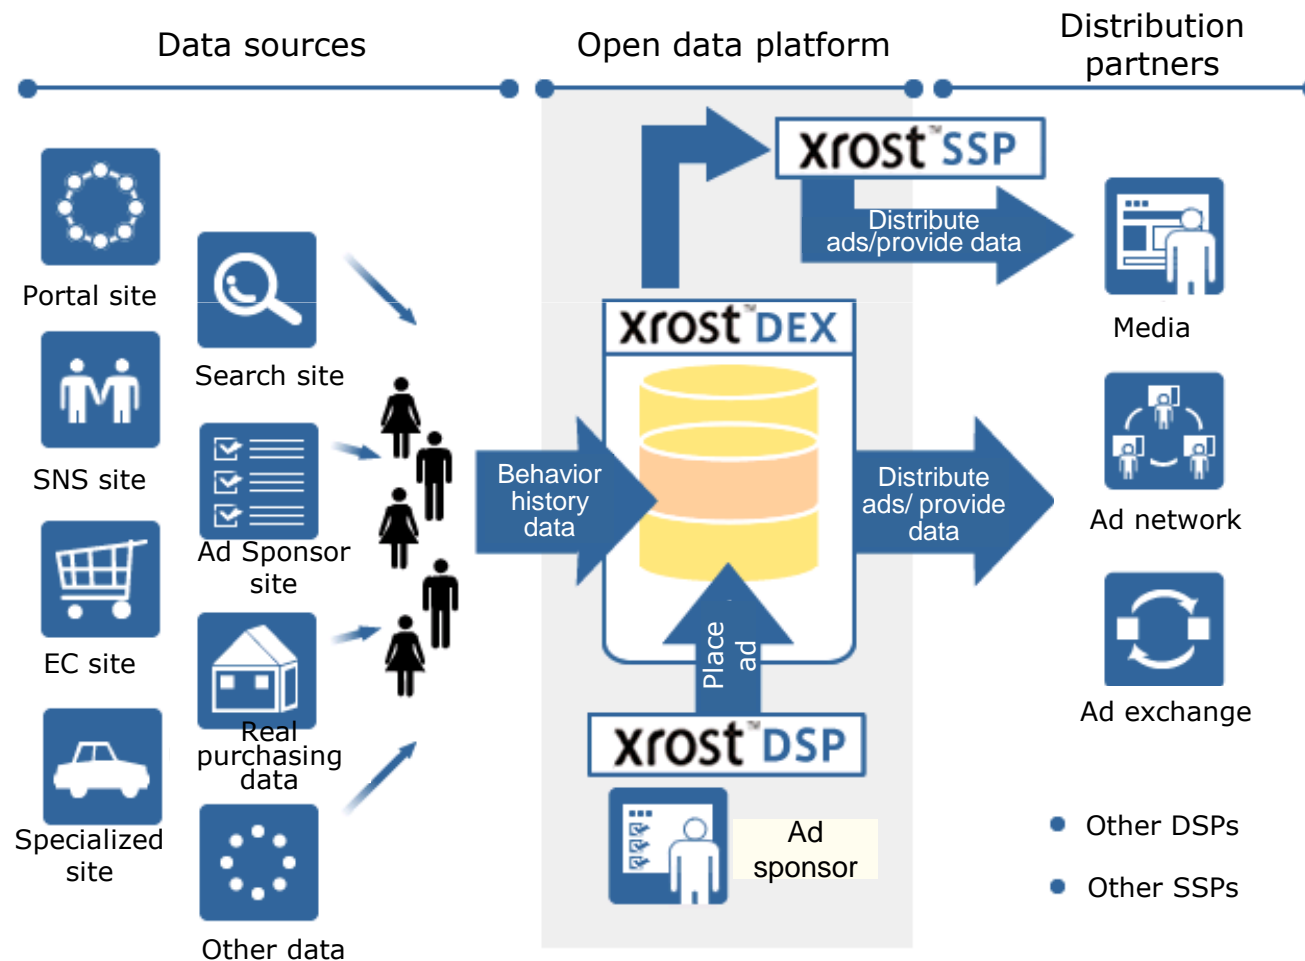 Data sources
Open data platform
Distribution
partners
Portal site
Search site
SNS site
Ad Sponsor
site
EC site
Real
purchasing
data
Specialized
site
Other data
Behavior
history
data
xrost™SSP
Distribute
ads/provide data
xrost™DEX
Distribute
ads/ provide
data
Place
ad
xrost™DSP
Ad
sponsor
Media
Ad network
Ad exchange
Other DSPs
Other SSPs